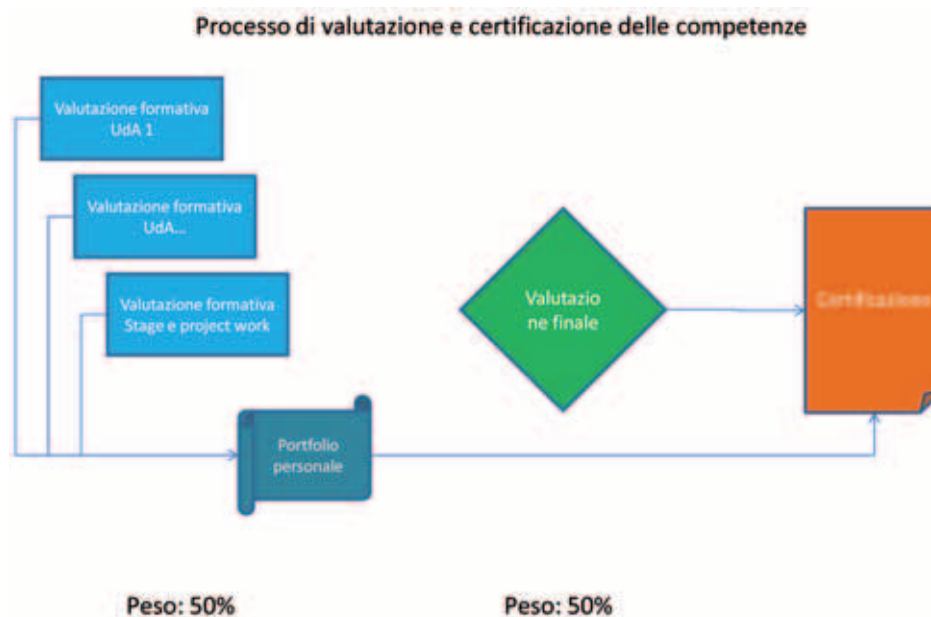 Processo di valutazione e certificazione delle competenze
Valutazione formativa
UdA 1
Valutazione formativa
UdA...
Valutazione formativa
Stage e project work
Valutazio
ne finale
Certificazione
Portfolio
personale
Peso: 50%
Peso: 50%